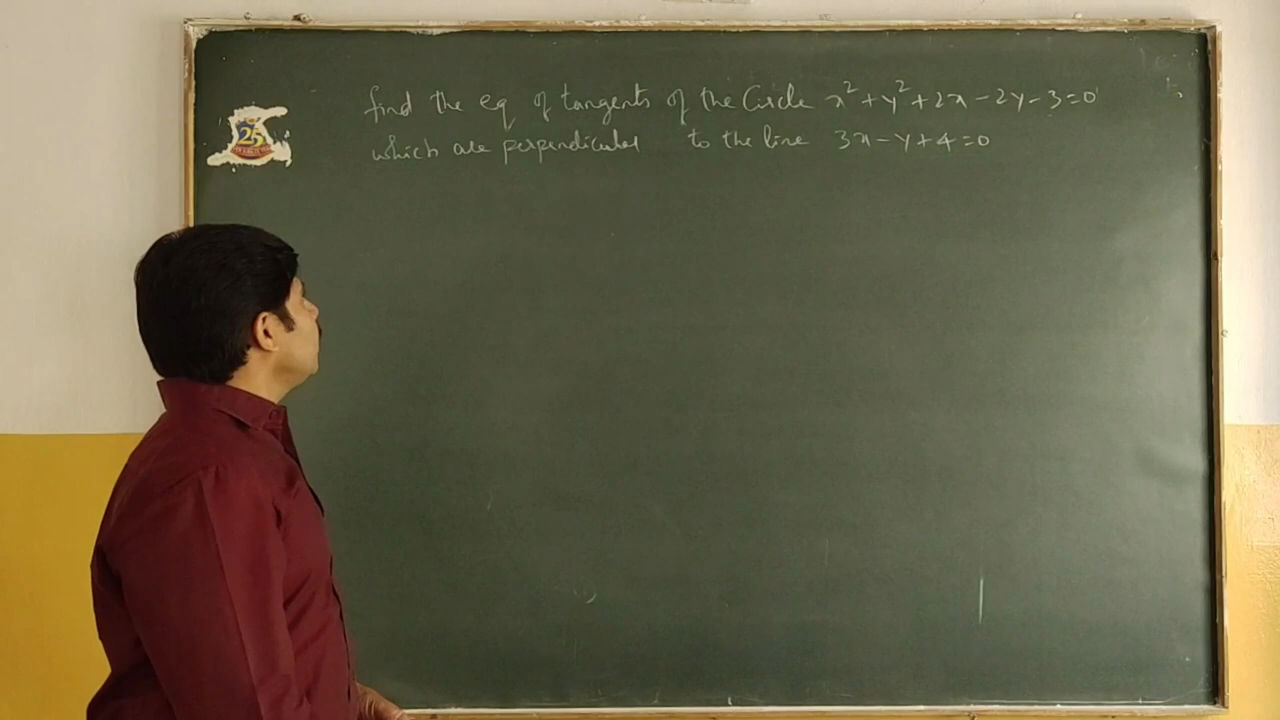 find the eq of tangents of the Circle x²+y²+2x-2y-3=0
which are perpendicular to the line 3x-y+4=0
25